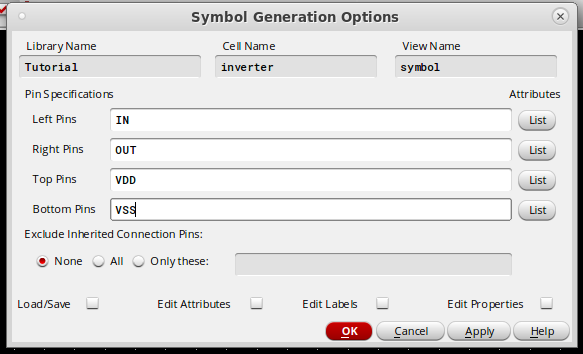 Symbol Generation Options
Library Name Cell Name View Name
Tutorial inverter symbol
Pin Specifications Attributes
Left Pins IN List
Right Pins OUT List
Top Pins VDD List
Bottom Pins VSS List
Exclude Inherited Connection Pins:
None All Only these:
Load/Save Edit Attributes Edit Labels Edit Properties
OK Cancel Apply Help